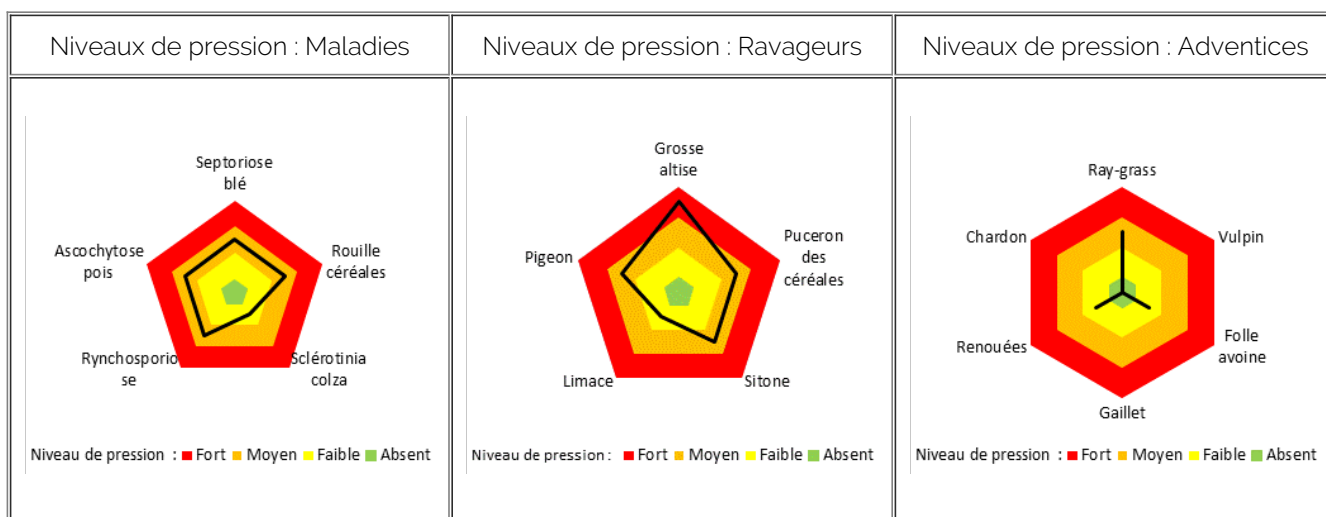 Niveaux de pression : Maladies
Niveaux de pression : Ravageurs
Niveaux de pression : Adventices
Septoriose
blé
Rouille
céréales
Sclérotinia
colza
Rynchosporio
se
Ascochytose
pois
Niveau de pression : Fort Moyen Faible Absent
Grosse
altise
Puceron
des
céréales
Sitone
Limace
Pigeon
Niveau de pression : Fort Moyen Faible Absent
Ray-grass
Vulpin
Folle
avoine
Gaillet
Renouées
Chardon
Niveau de pression : Fort Moyen Faible Absent